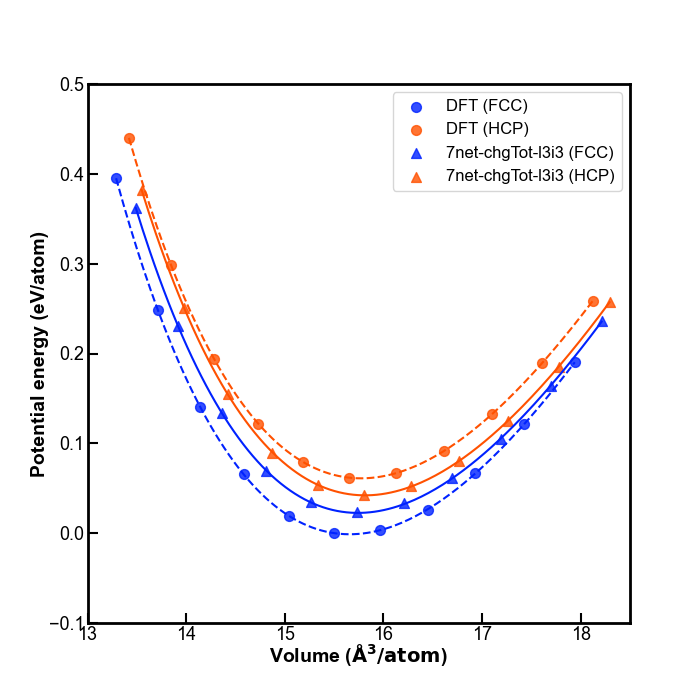 0.5
0.4
0.3
0.2
0.1
0.0
−0.1
Potential energy (eV/atom)
DFT (FCC)
DFT (HCP)
7net-chgTot-l3i3 (FCC)
7net-chgTot-l3i3 (HCP)
13 14 15 16 17 18
Volume (Å³/atom)